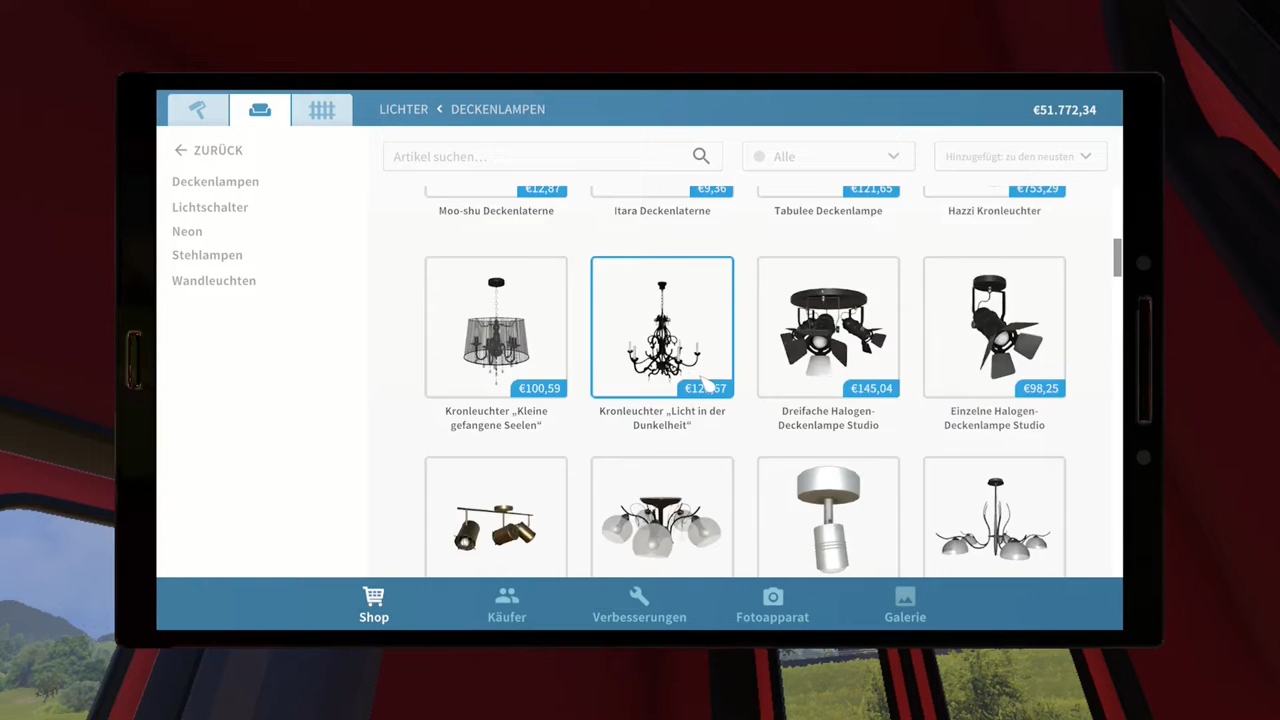 LICHTER < DECKENLAMPEN
€51.772,34
ZURÜCK
Artikel suchen...
Alle
Hinzugefügt: zu den neusten
Deckenlampen
Lichtschalter
Neon
Stehlampen
Wandleuchten
€12,87
€9,36
€121,65
€753,29
Moo-shu Deckenlaterne
Itara Deckenlaterne
Tabulee Deckenlampe
Hazzi Kronleuchter
€100,59
€145,04
€98,25
Kronleuchter „Kleine
gefangene Seelen“
Kronleuchter „Licht in der
Dunkelheit“
Dreifache Halogen-
Deckenlampe Studio
Einzelne Halogen-
Deckenlampe Studio
Shop
Käufer
Verbesserungen
Fotoapparat
Galerie